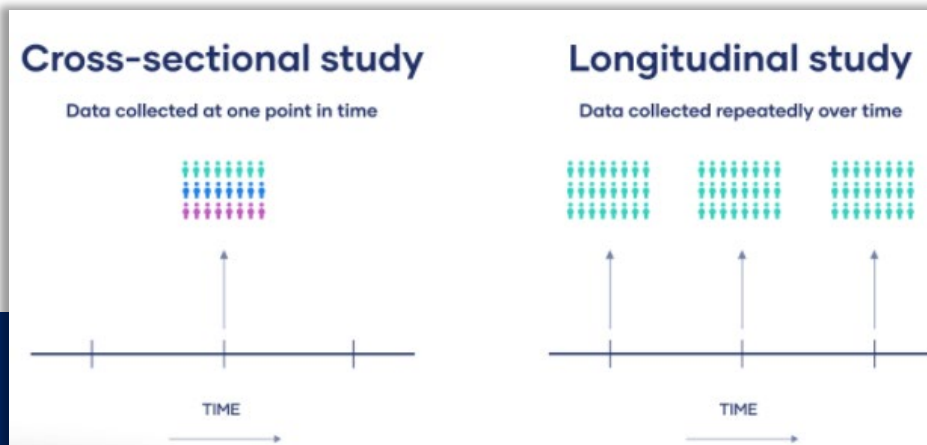 Cross-sectional study
Data collected at one point in time
TIME
Longitudinal study
Data collected repeatedly over time
TIME